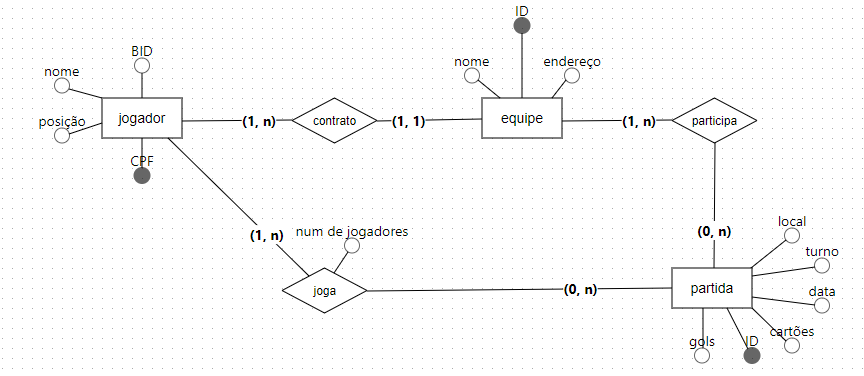 ID
BID
nome
nome
endereço
posição
jogador
(1, n)
contrato
(1, 1)
equipe
(1, n)
participa
CPF
(1, n)
num de jogadores
(0, n)
local
turno
joga
(0, n)
partida
data
cartões
gols
ID